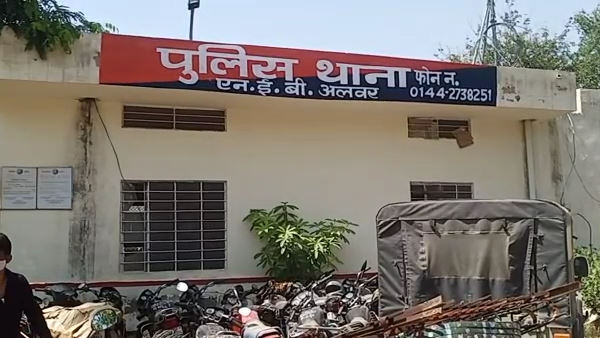 पुलिस थाना फोन न.
एन.ई.बी. अलवर 0144-2738251